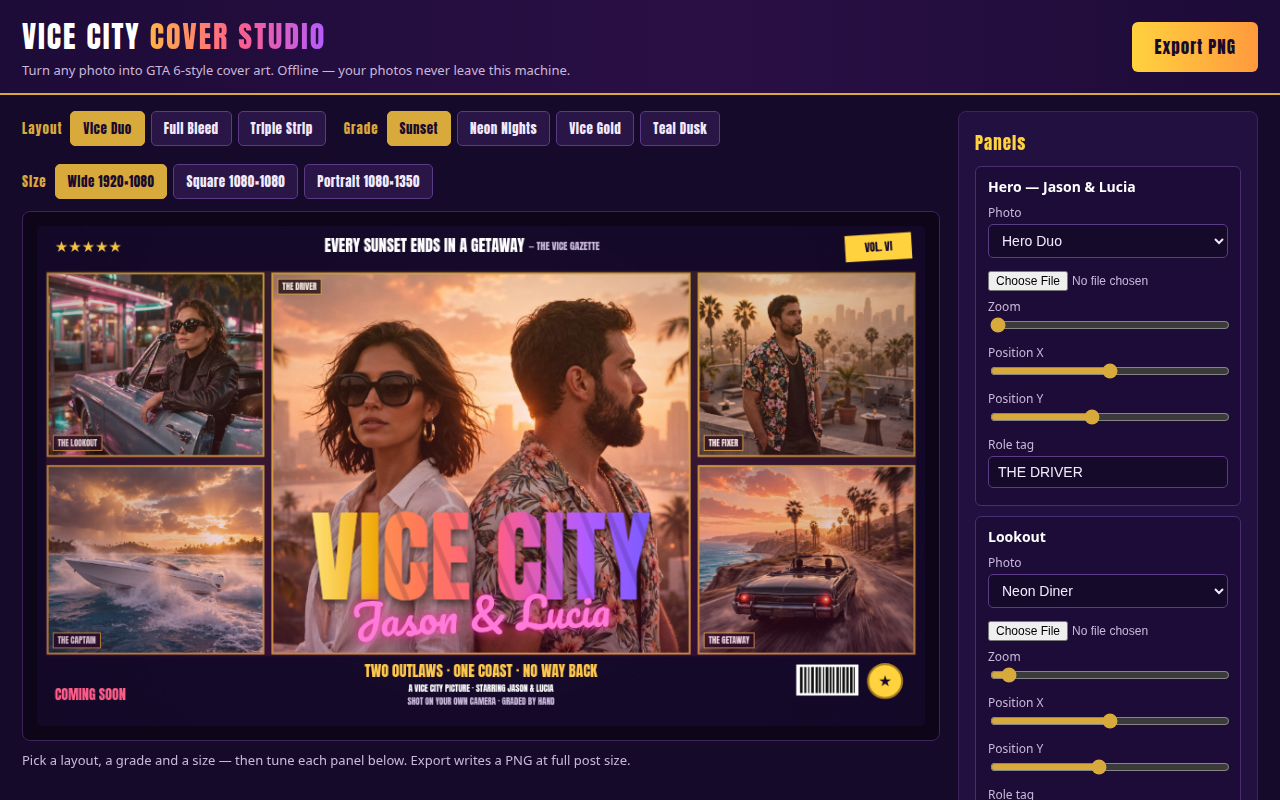 VICE CITY COVER STUDIO
Turn any photo into GTA 6-style cover art. Offline — your photos never leave this machine.
Export PNG
Layout Vice Duo Full Bleed Triple Strip Grade Sunset Neon Nights Vice Gold Teal Dusk
Size Wide 1920×1080 Square 1080×1080 Portrait 1080×1350
★★★★★ EVERY SUNSET ENDS IN A GETAWAY – THE VICE GAZETTE VOL. VI
THE DRIVER
THE LOOKOUT
THE FIXER
THE CAPTAIN
THE GETAWAY
VICE CITY
Jason & Lucia
TWO OUTLAWS · ONE COAST · NO WAY BACK
A VICE CITY PICTURE · STARRING JASON & LUCIA
SHOT ON YOUR OWN CAMERA · GRADED BY HAND
COMING SOON
★
Pick a layout, a grade and a size — then tune each panel below. Export writes a PNG at full post size.
Panels
Hero — Jason & Lucia
Photo
Hero Duo
Choose File No file chosen
Zoom
Position X
Position Y
Role tag
THE DRIVER
Lookout
Photo
Neon Diner
Choose File No file chosen
Zoom
Position X
Position Y
Role tag